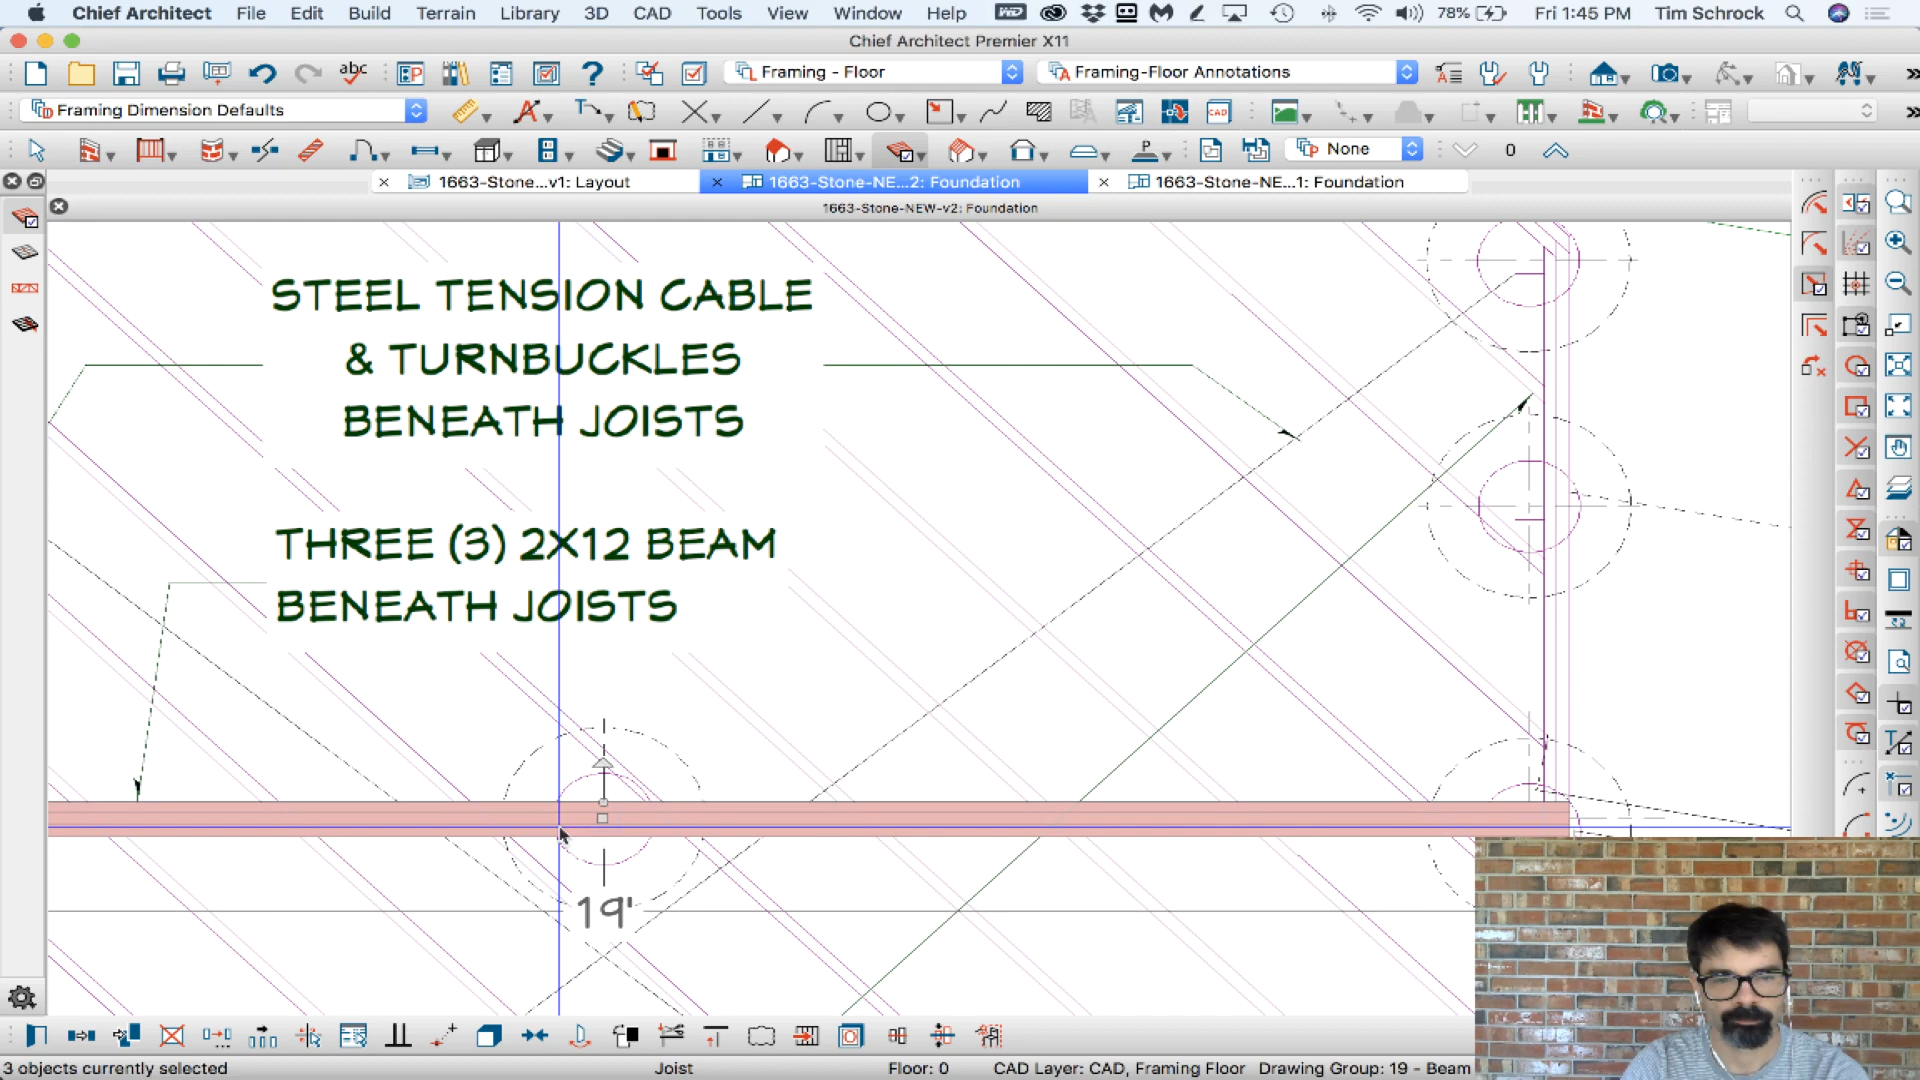 Chief Architect File Edit Build Terrain Library 3D CAD Tools View Window Help 78% Fri 1:45 PM Tim Schrock
Chief Architect Premier X11
abc Framing - Floor Framing-Floor Annotations
Framing Dimension Defaults CAD
None 0
1663-Stone...v1: Layout 1663-Stone-NE...2: Foundation 1663-Stone-NE...1: Foundation
1663-Stone-NEW-v2: Foundation
STEEL TENSION CABLE
& TURNBUCKLES
BENEATH JOISTS
THREE (3) 2X12 BEAM
BENEATH JOISTS
19'
3 objects currently selected Joist Floor: 0 CAD Layer: CAD, Framing Floor Drawing Group: 19 - Beam